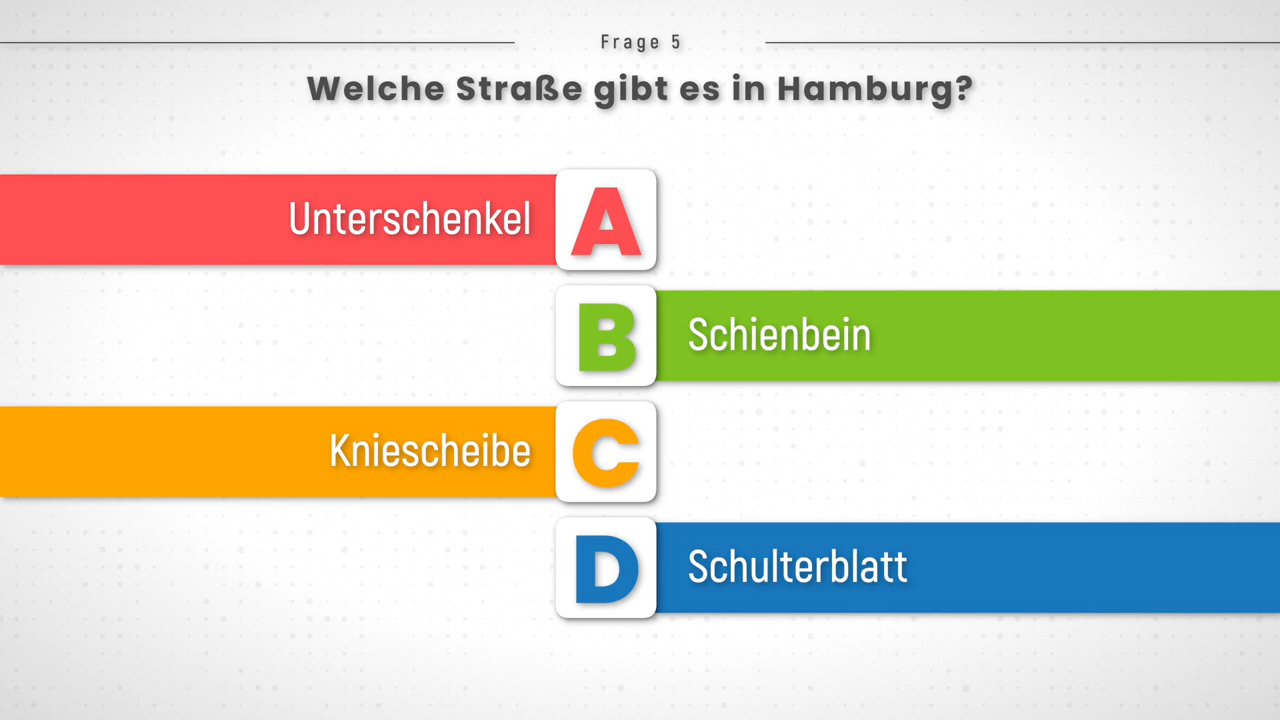 Frage 5
Welche Straße gibt es in Hamburg?
Unterschenkel A
B Schienbein
Kniescheibe C
D Schulterblatt